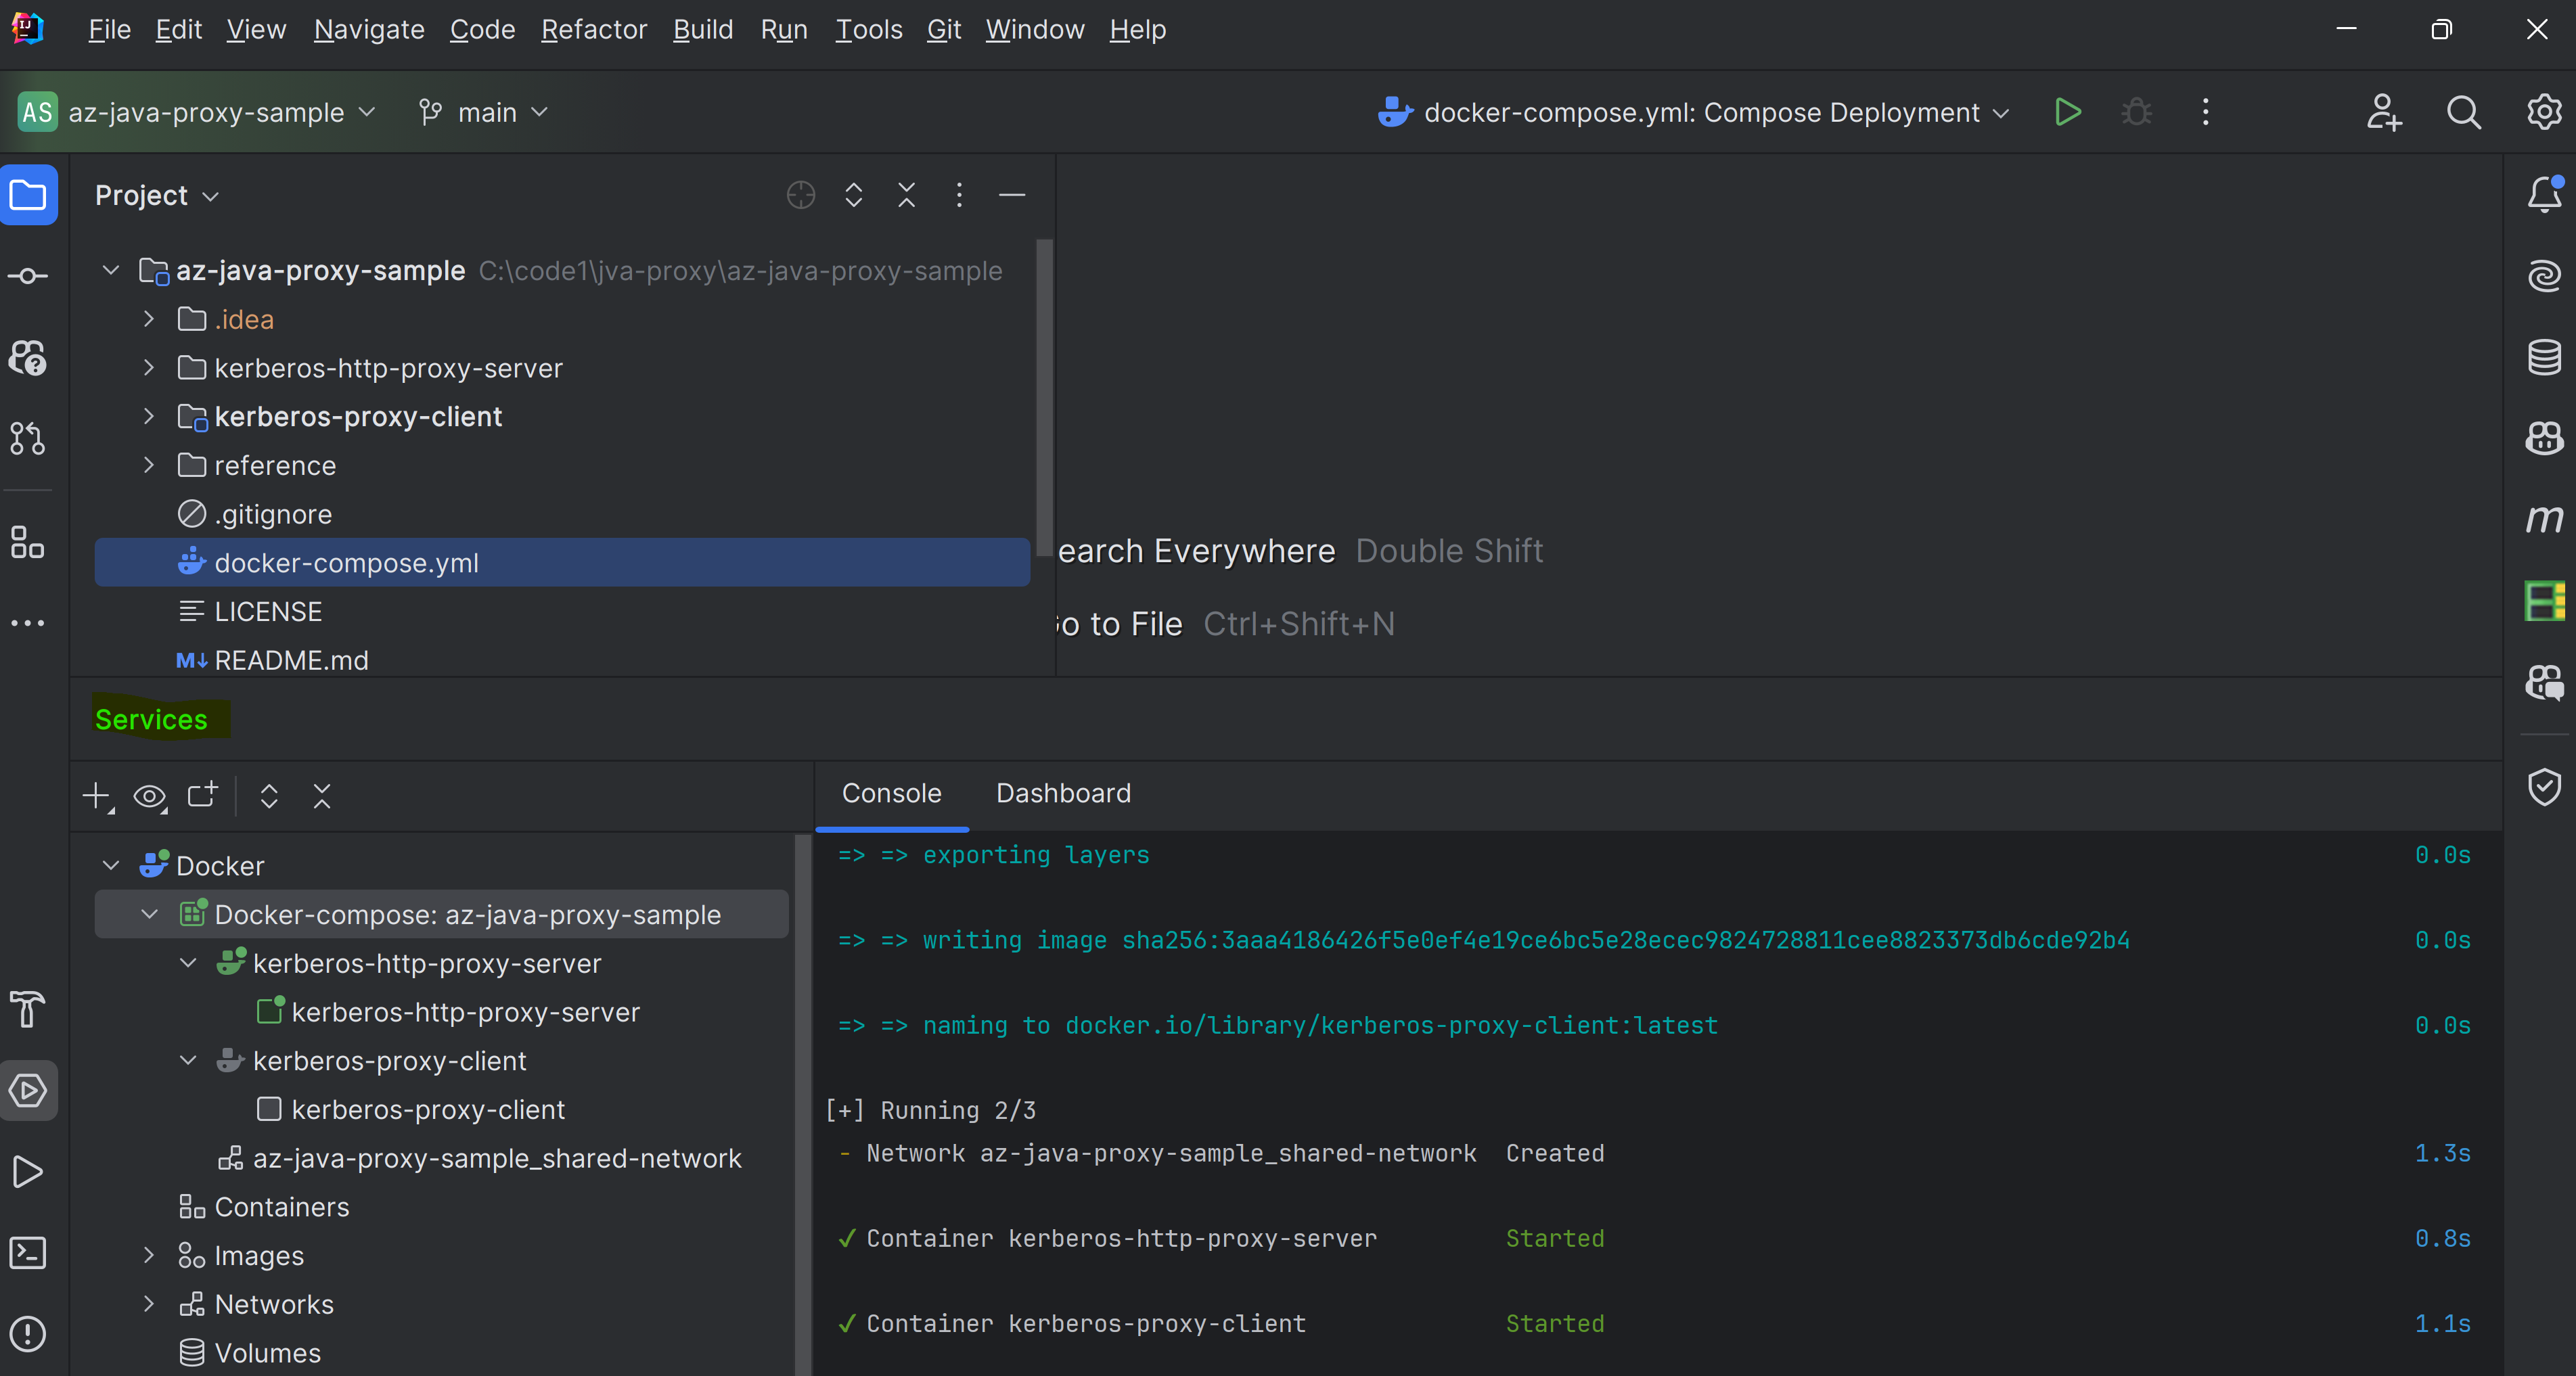 File Edit View Navigate Code Refactor Build Run Tools Git Window Help
AS az-java-proxy-sample main docker-compose.yml: Compose Deployment
Project
az-java-proxy-sample C:\code1\jva-proxy\az-java-proxy-sample
.idea
kerberos-http-proxy-server
kerberos-proxy-client
reference
.gitignore
docker-compose.yml
LICENSE
M↓ README.md
earch Everywhere Double Shift
o to File Ctrl+Shift+N
m
Services
Console Dashboard
Docker
Docker-compose: az-java-proxy-sample
kerberos-http-proxy-server
kerberos-http-proxy-server
kerberos-proxy-client
kerberos-proxy-client
az-java-proxy-sample_shared-network
Containers
Images
Networks
Volumes
=> => exporting layers 0.0s
=> => writing image sha256:3aaa4186426f5e0ef4e19ce6bc5e28ecec9824728811cee8823373db6cde92b4 0.0s
=> => naming to docker.io/library/kerberos-proxy-client:latest 0.0s
[+] Running 2/3
- Network az-java-proxy-sample_shared-network Created 1.3s
✓ Container kerberos-http-proxy-server Started 0.8s
✓ Container kerberos-proxy-client Started 1.1s